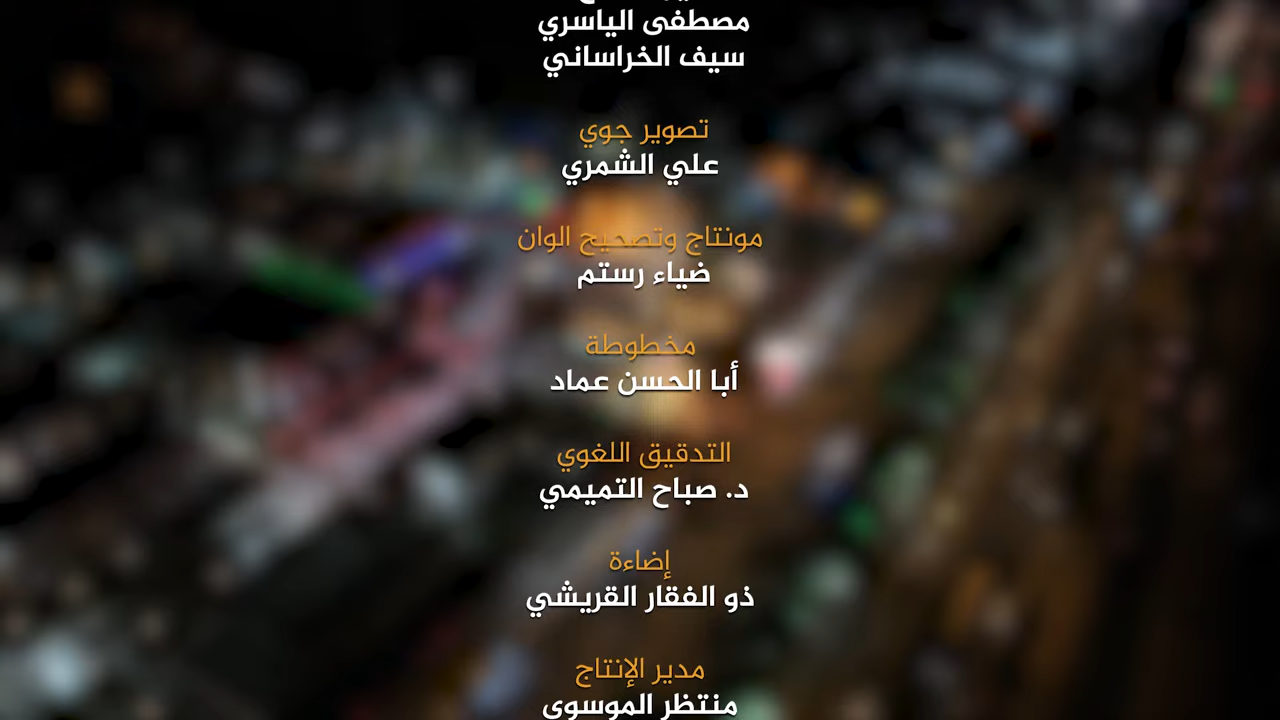 مصطفى الياسري
سيف الخراساني
تصوير جوي
علي الشمري
مونتاج وتصحيح الوان
ضياء رستم
مخطوطة
أبا الحسن عماد
التدقيق اللغوي
د. صباح التميمي
إضاءة
ذو الفقار القريشي
مدير الإنتاج
منتظر الموسوي